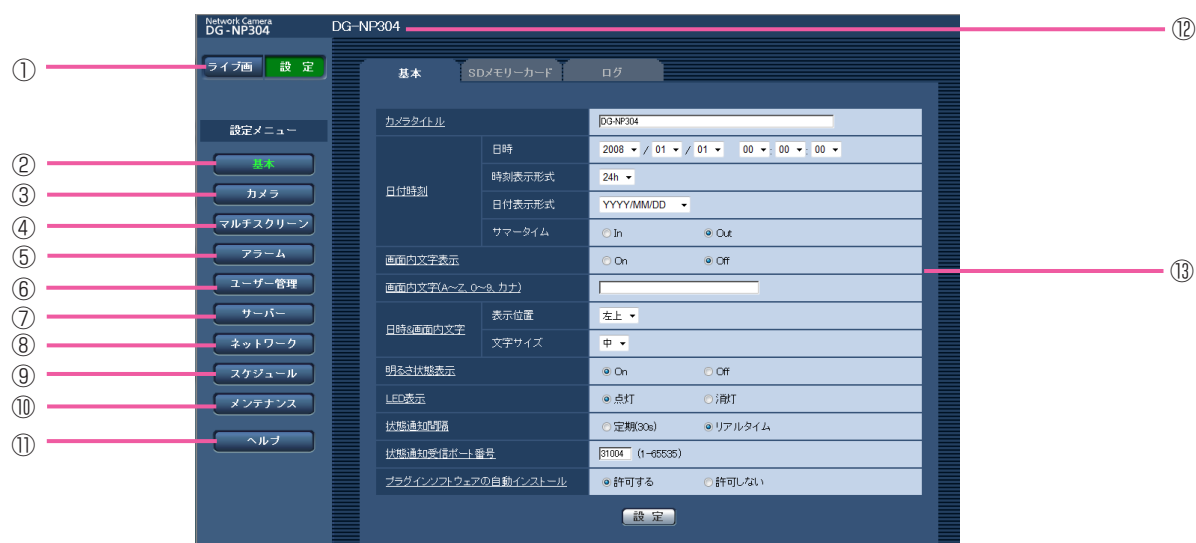 Network Camera
DG-NP304
DG-NP304
⑫
①
ライブ画
設 定
基本
SDメモリーカード
ログ
設定メニュー
②
基本
③
カメラ
④
マルチスクリーン
⑤
アラーム
⑥
ユーザー管理
⑦
サーバー
⑧
ネットワーク
⑨
スケジュール
⑩
メンテナンス
⑪
ヘルプ
カメラタイトル
DG-NP304
日付時刻
日時
2008 / 01 / 01 00 : 00 : 00
時刻表示形式
24h
日付表示形式
YYYY/MM/DD
サマータイム
In Out
画面内文字表示
On Off
⑬
画面内文字(A~Z、0~9、カナ)
日時&画面内文字
表示位置
左上
文字サイズ
中
明るさ状態表示
On Off
LED表示
点灯 消灯
状態通知間隔
定期(30s) リアルタイム
状態通知受信ポート番号
31004 (1-65535)
プラグインソフトウェアの自動インストール
許可する 許可しない
設 定